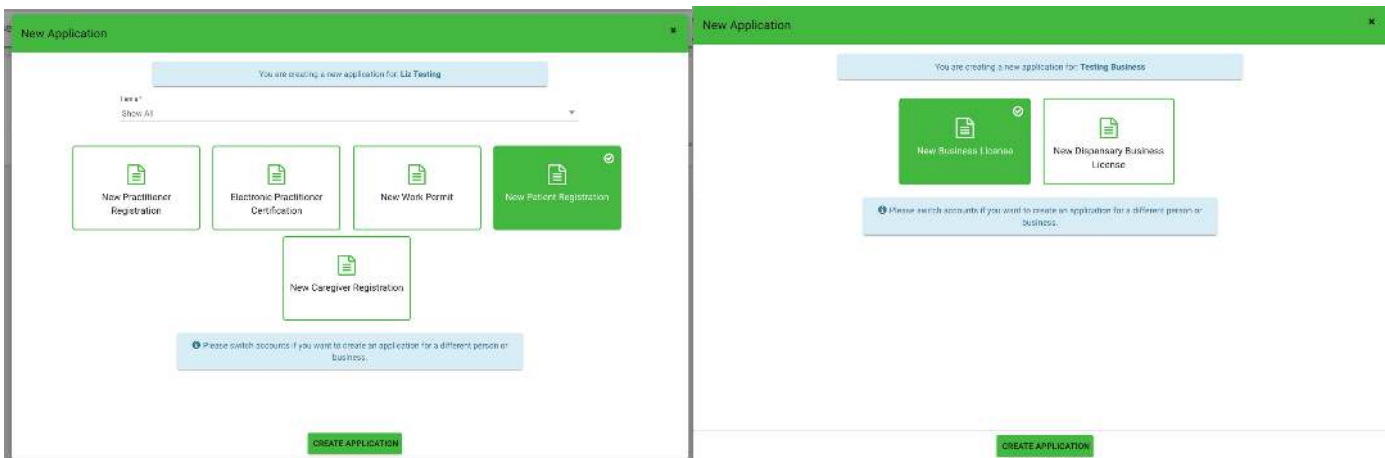 New Application
You are creating a new application for: Liz Testing
I am a *
Show All
New Practitioner
Registration
Electronic Practitioner
Certification
New Work Permit
New Patient Registration
New Caregiver Registration
Please switch accounts if you want to create an application for a different person or
business.
CREATE APPLICATION
New Application
You are creating a new application for: Testing Business
New Business License
New Dispensary Business
License
Please switch accounts if you want to create an application for a different person or
business.
CREATE APPLICATION